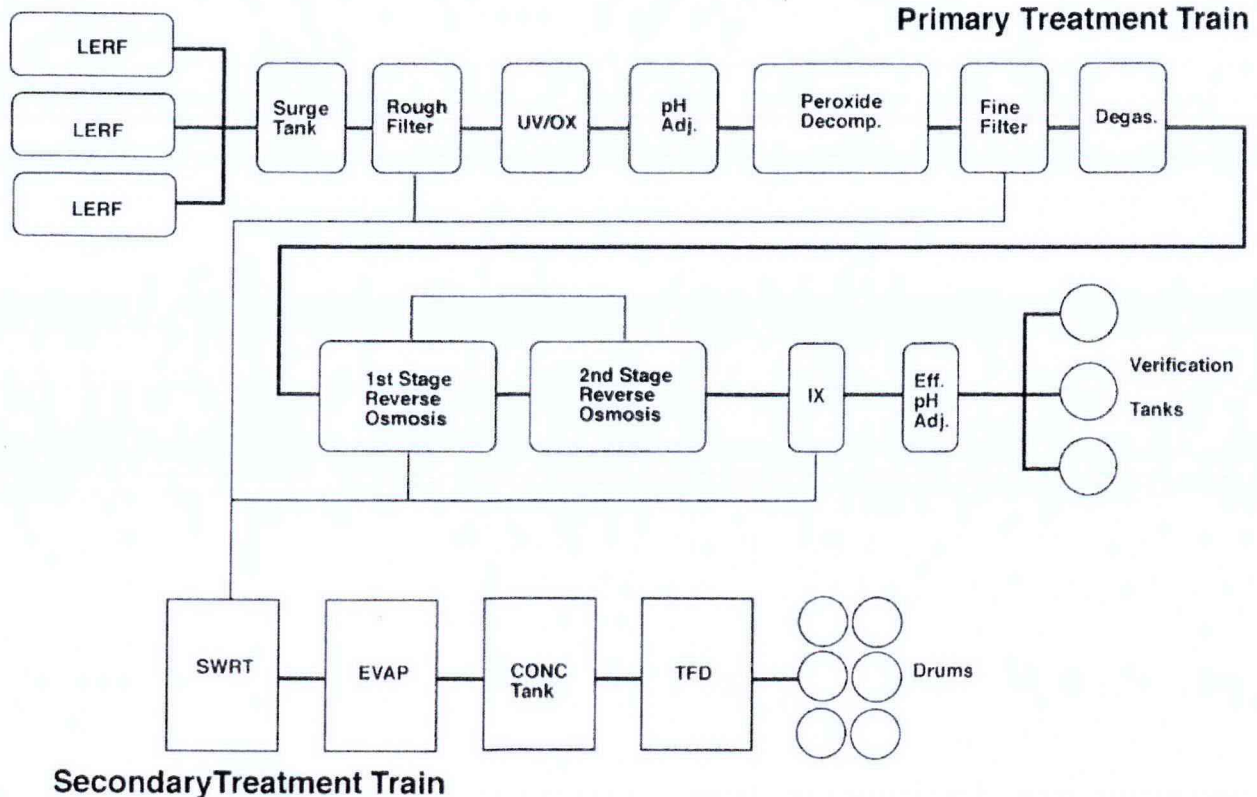 Primary Treatment Train
LERF
LERF
LERF
Surge
Tank
Rough
Filter
UV/OX
pH
Adj.
Peroxide
Decomp.
Fine
Filter
Degas.
1st Stage
Reverse
Osmosis
2nd Stage
Reverse
Osmosis
IX
Eff.
pH
Adj.
Verification
Tanks
SWRT
EVAP
CONC
Tank
TFD
Drums
SecondaryTreatment Train